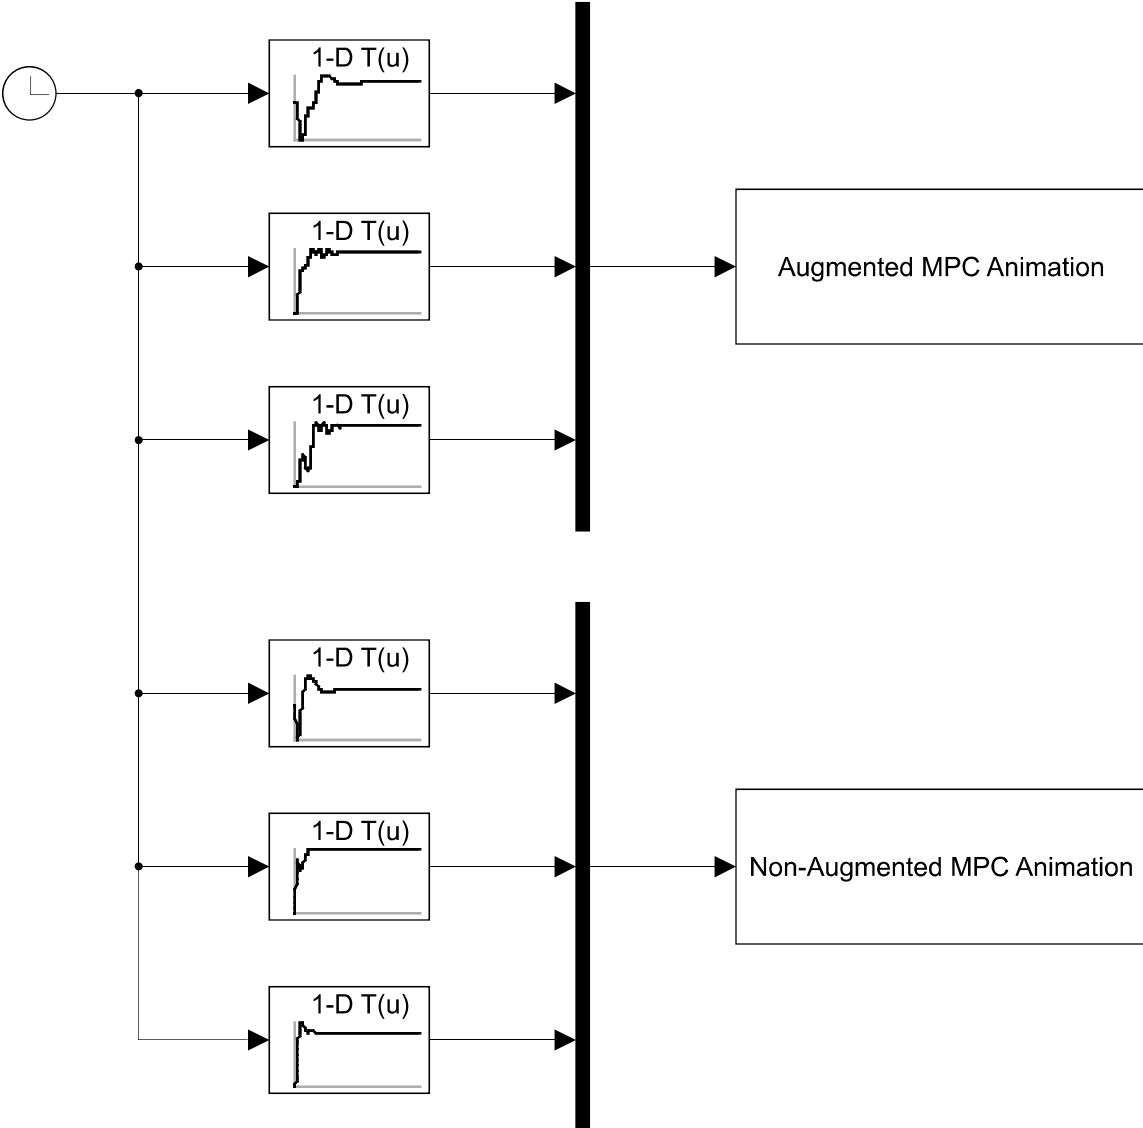 1-D T(u)
1-D T(u)
Augmented MPC Animation
1-D T(u)
1-D T(u)
1-D T(u)
Non-Augmented MPC Animation
1-D T(u)